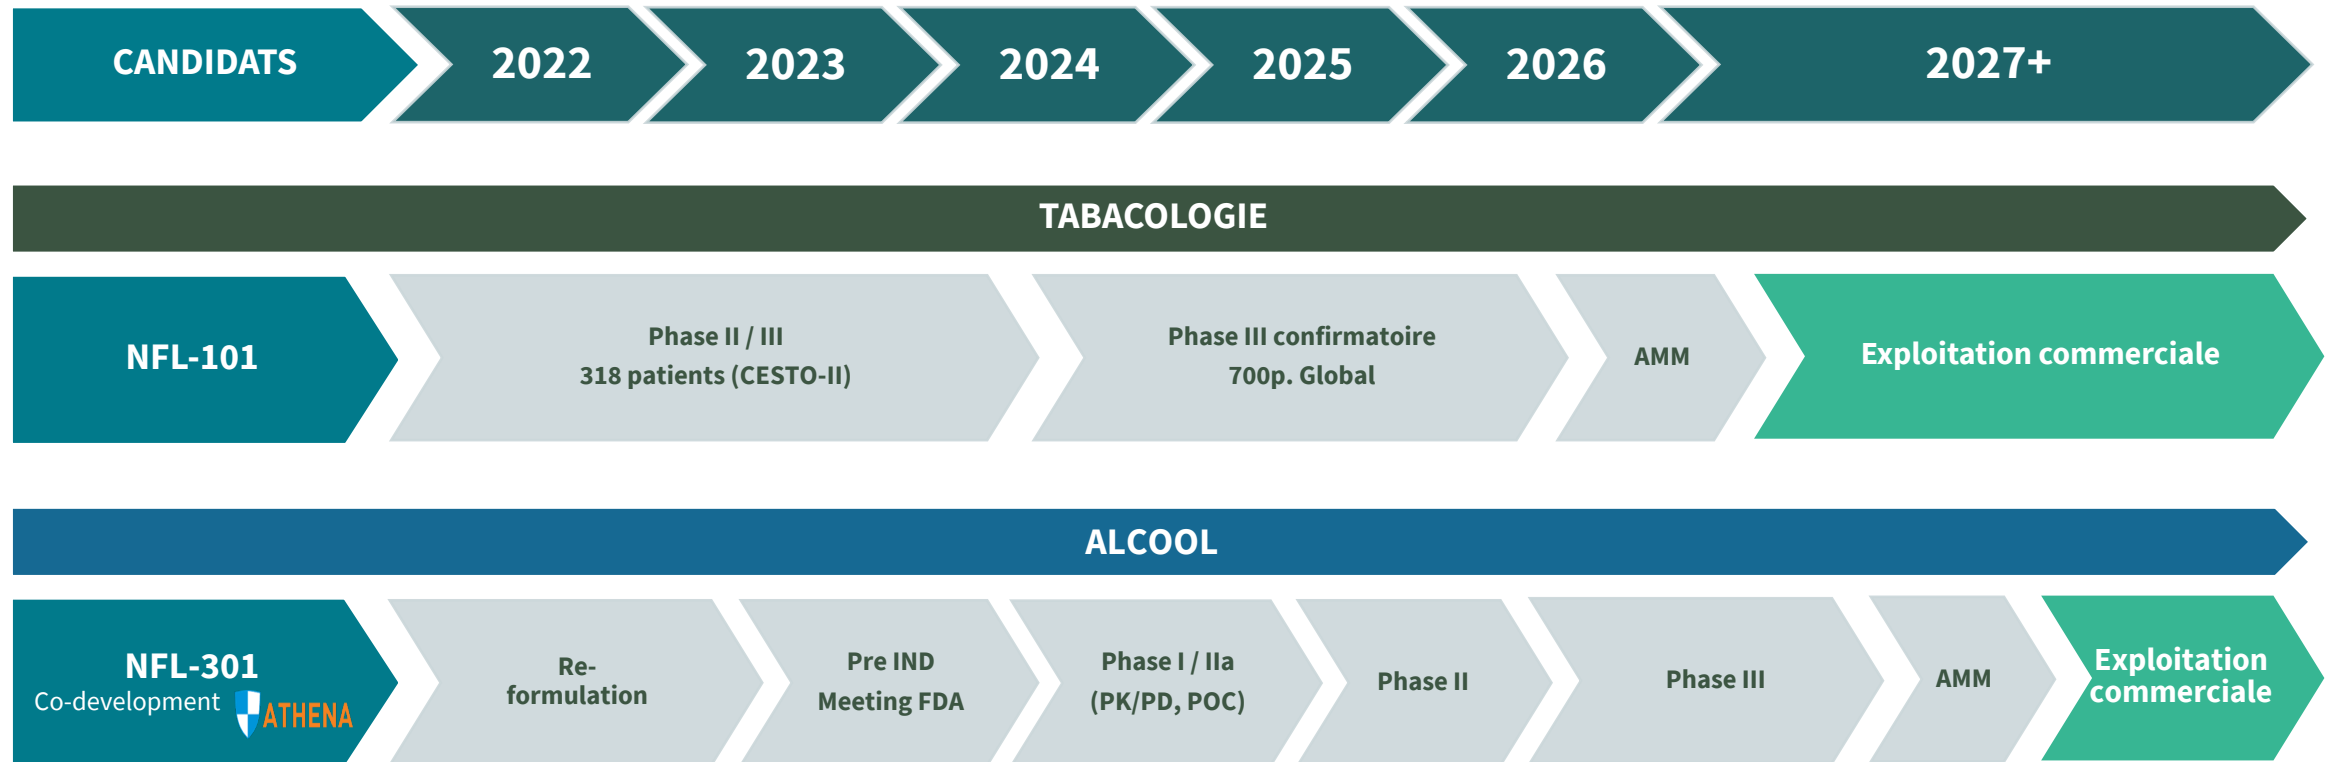 CANDIDATS
2022
2023
2024
2025
2026
2027+
TABACOLOGIE
NFL-101
Phase II / III
318 patients (CESTO-II)
Phase III confirmatoire
700p. Global
AMM
Exploitation commerciale
ALCOOL
NFL-301
Co-development
ATHENA
Re-
formulation
Pre IND
Meeting FDA
Phase I / IIa
(PK/PD, POC)
Phase II
Phase III
AMM
Exploitation
commerciale